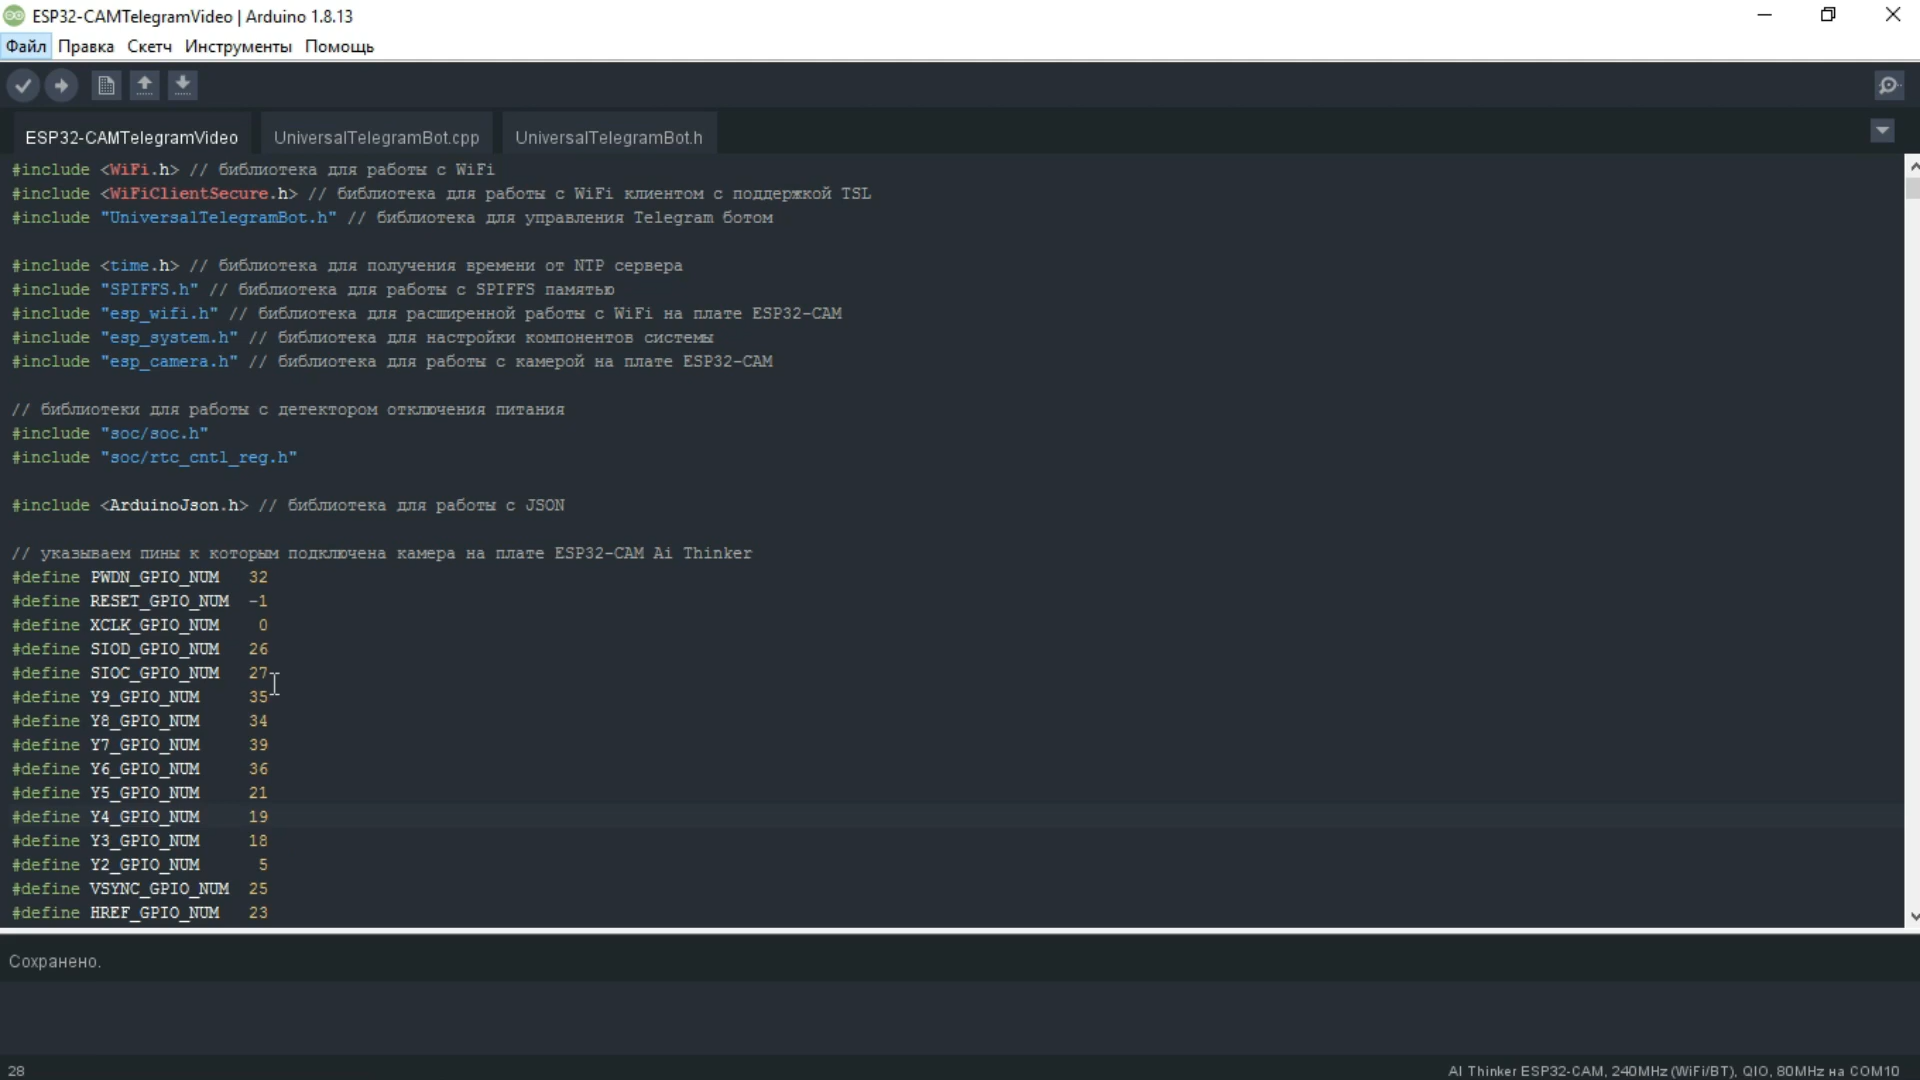 ESP32-CAMTelegramVideo | Arduino 1.8.13
Файл Правка Скетч Инструменты Помощь
ESP32-CAMTelegramVideo UniversalTelegramBot.cpp UniversalTelegramBot.h
#include <WiFi.h> // библиотека для работы с WiFi
#include <WiFiClientSecure.h> // библиотека для работы с WiFi клиентом с поддержкой TSL
#include "UniversalTelegramBot.h" // библиотека для управления Telegram ботом
#include <time.h> // библиотека для получения времени от NTP сервера
#include "SPIFFS.h" // библиотека для работы с SPIFFS памятью
#include "esp_wifi.h" // библиотека для расширенной работы с WiFi на плате ESP32-CAM
#include "esp_system.h" // библиотека для настройки компонентов системы
#include "esp_camera.h" // библиотека для работы с камерой на плате ESP32-CAM
// библиотеки для работы с детектором отключения питания
#include "soc/soc.h"
#include "soc/rtc_cntl_reg.h"
#include <ArduinoJson.h> // библиотека для работы с JSON
// указываем пины к которым подключена камера на плате ESP32-CAM Ai Thinker
#define PWDN_GPIO_NUM 32
#define RESET_GPIO_NUM -1
#define XCLK_GPIO_NUM 0
#define SIOD_GPIO_NUM 26
#define SIOC_GPIO_NUM 27
#define Y9_GPIO_NUM 35
#define Y8_GPIO_NUM 34
#define Y7_GPIO_NUM 39
#define Y6_GPIO_NUM 36
#define Y5_GPIO_NUM 21
#define Y4_GPIO_NUM 19
#define Y3_GPIO_NUM 18
#define Y2_GPIO_NUM 5
#define VSYNC_GPIO_NUM 25
#define HREF_GPIO_NUM 23
Сохранено.
28 AI Thinker ESP32-CAM, 240MHz (WiFi/BT), QIO, 80MHz на COM10